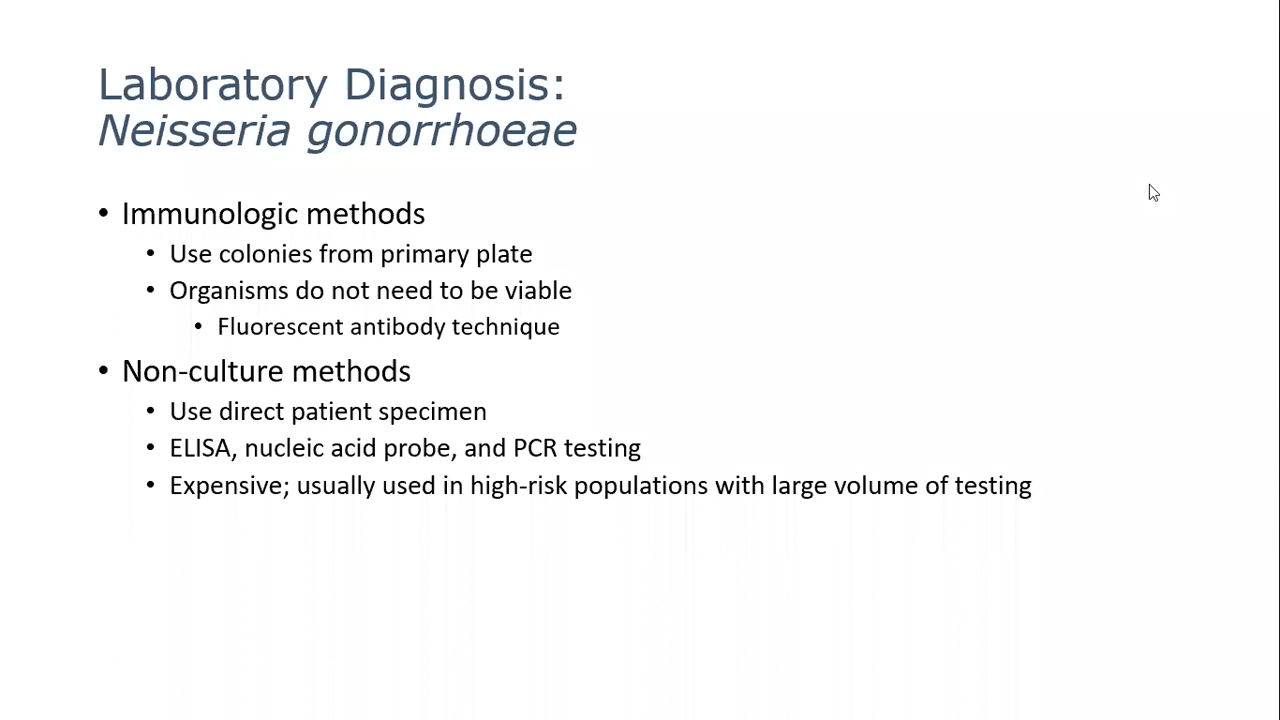 Laboratory Diagnosis:
Neisseria gonorrhoeae
• Immunologic methods
• Use colonies from primary plate
• Organisms do not need to be viable
• Fluorescent antibody technique
• Non-culture methods
• Use direct patient specimen
• ELISA, nucleic acid probe, and PCR testing
• Expensive; usually used in high-risk populations with large volume of testing